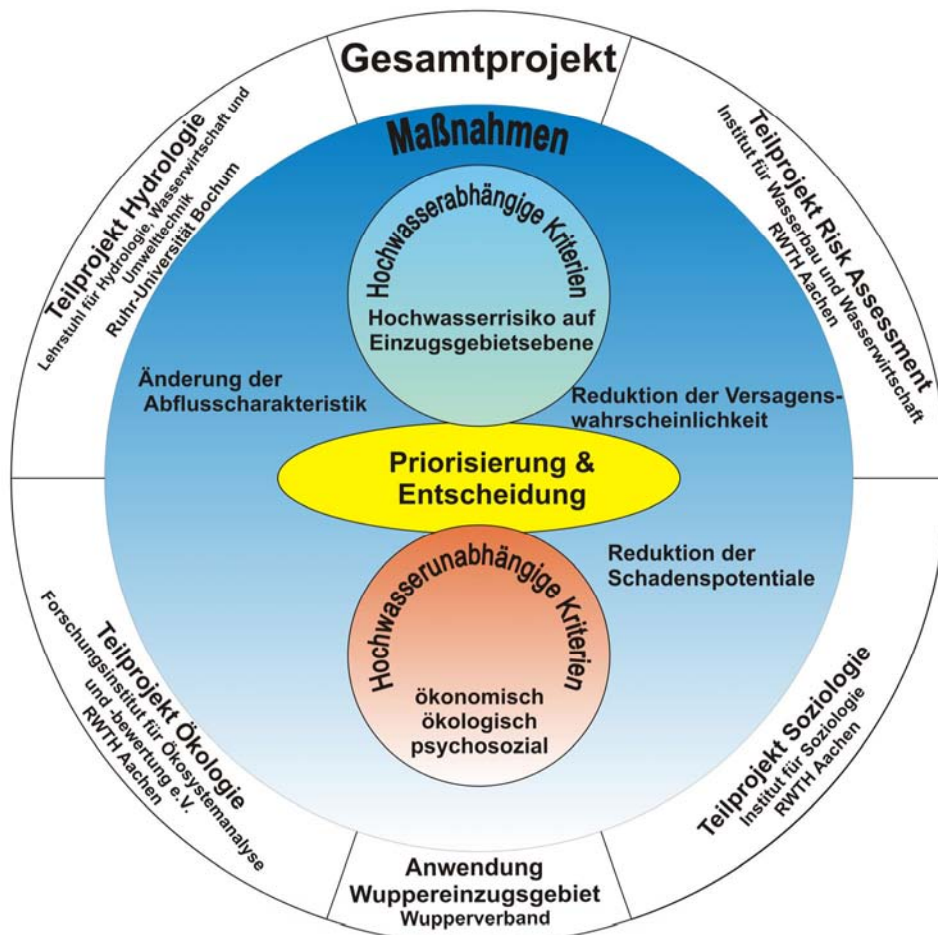 Gesamtprojekt
Teilprojekt Hydrologie
Lehrstuhl für Hydrologie, Wasserwirtschaft und
Umwelttechnik
Ruhr-Universität Bochum
Teilprojekt Risk Assessment
Institut für Wasserbau und Wasserwirtschaft
RWTH Aachen
Maßnahmen
Hochwasserabhängige Kriterien
Hochwasserrisiko auf
Einzugsgebietsebene
Änderung der
Abflusscharakteristik
Reduktion der Versagens-
wahrscheinlichkeit
Priorisierung &
Entscheidung
Reduktion der
Schadenspotentiale
Hochwasserunabhängige Kriterien
ökonomisch
ökologisch
psychosozial
Teilprojekt Ökologie
Forschungsinstitut für Ökosystemanalyse
und -bewertung e.V.
RWTH Aachen
Teilprojekt Soziologie
Institut für Soziologie
RWTH Aachen
Anwendung
Wuppereinzugsgebiet
Wupperverband